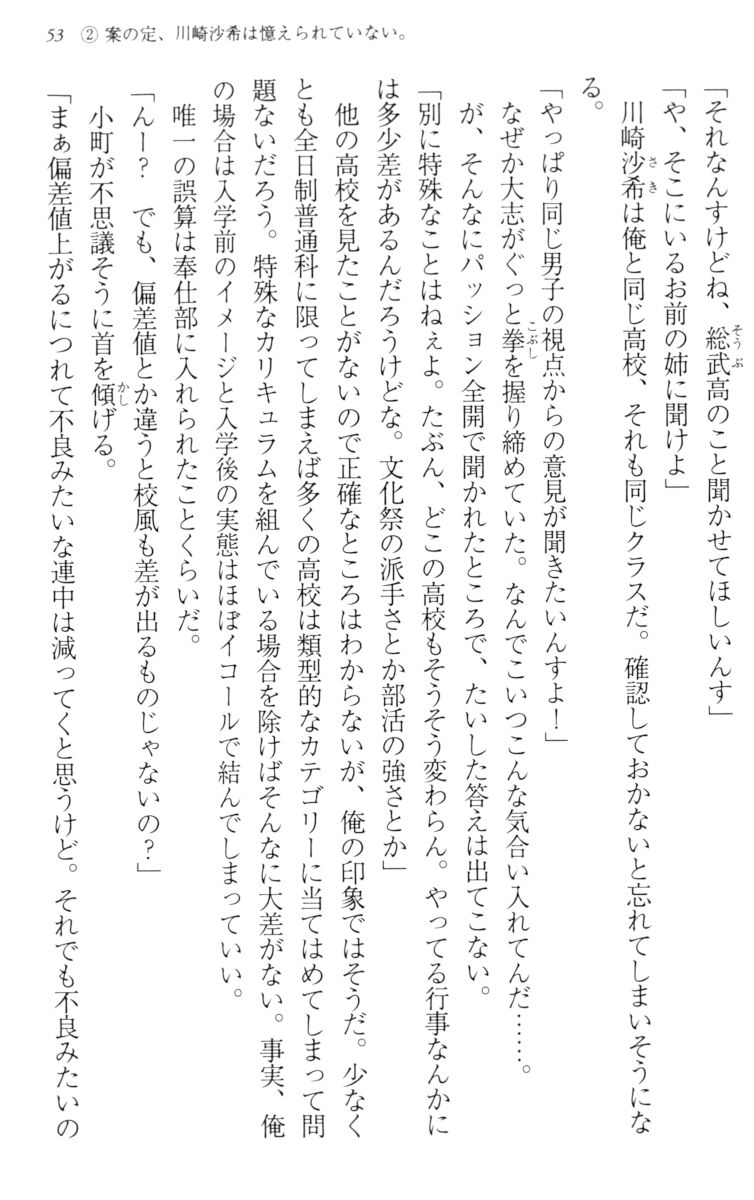 53 ② 案の定、川崎沙希は憶えられていない。
「それなんすけどね、総武高のこと聞かせてほしいんす」
「や、そこにいるお前の姉に聞けよ」
川崎沙希は俺と同じ高校、それも同じクラスだ。確認しておかないと忘れてしまいそうにな
る。
「やっぱり同じ男子の視点からの意見が聞きたいんすよ！」
なぜか大志がぐっと拳を握り締めていた。なんでこいつこんな気合い入れてんだ……。
が、そんなにパッション全開で聞かれたところで、たいした答えは出てこない。
「別に特殊なことはねぇよ。たぶん、どこの高校もそうそう変わらん。やってる行事なんかに
は多少差があるんだろうけどな。文化祭の派手さとか部活の強さとか」
他の高校を見たことがないので正確なところはわからないが、俺の印象ではそうだ。少なく
とも全日制普通科に限ってしまえば多くの高校は類型的なカテゴリーに当てはめてしまって問
題ないだろう。特殊なカリキュラムを組んでいる場合を除けばそんなに大差がない。事実、俺
の場合は入学前のイメージと入学後の実態はほぼイコールで結んでしまっていい。
唯一の誤算は奉仕部に入れられたことくらいだ。
「んー？　でも、偏差値とか違うと校風も差が出るものじゃないの？」
小町が不思議そうに首を傾げる。
「まぁ偏差値上がるにつれて不良みたいな連中は減ってくと思うけど。それでも不良みたいの